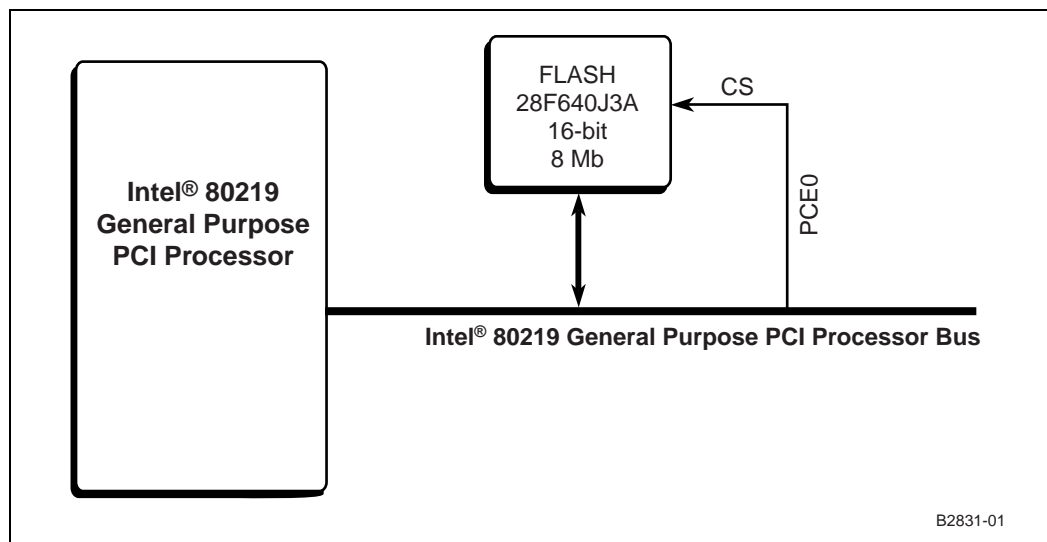 Intel® 80219
General Purpose
PCI Processor
FLASH
28F640J3A
16-bit
8 Mb
CS
PCE0
Intel® 80219 General Purpose PCI Processor Bus
B2831-01